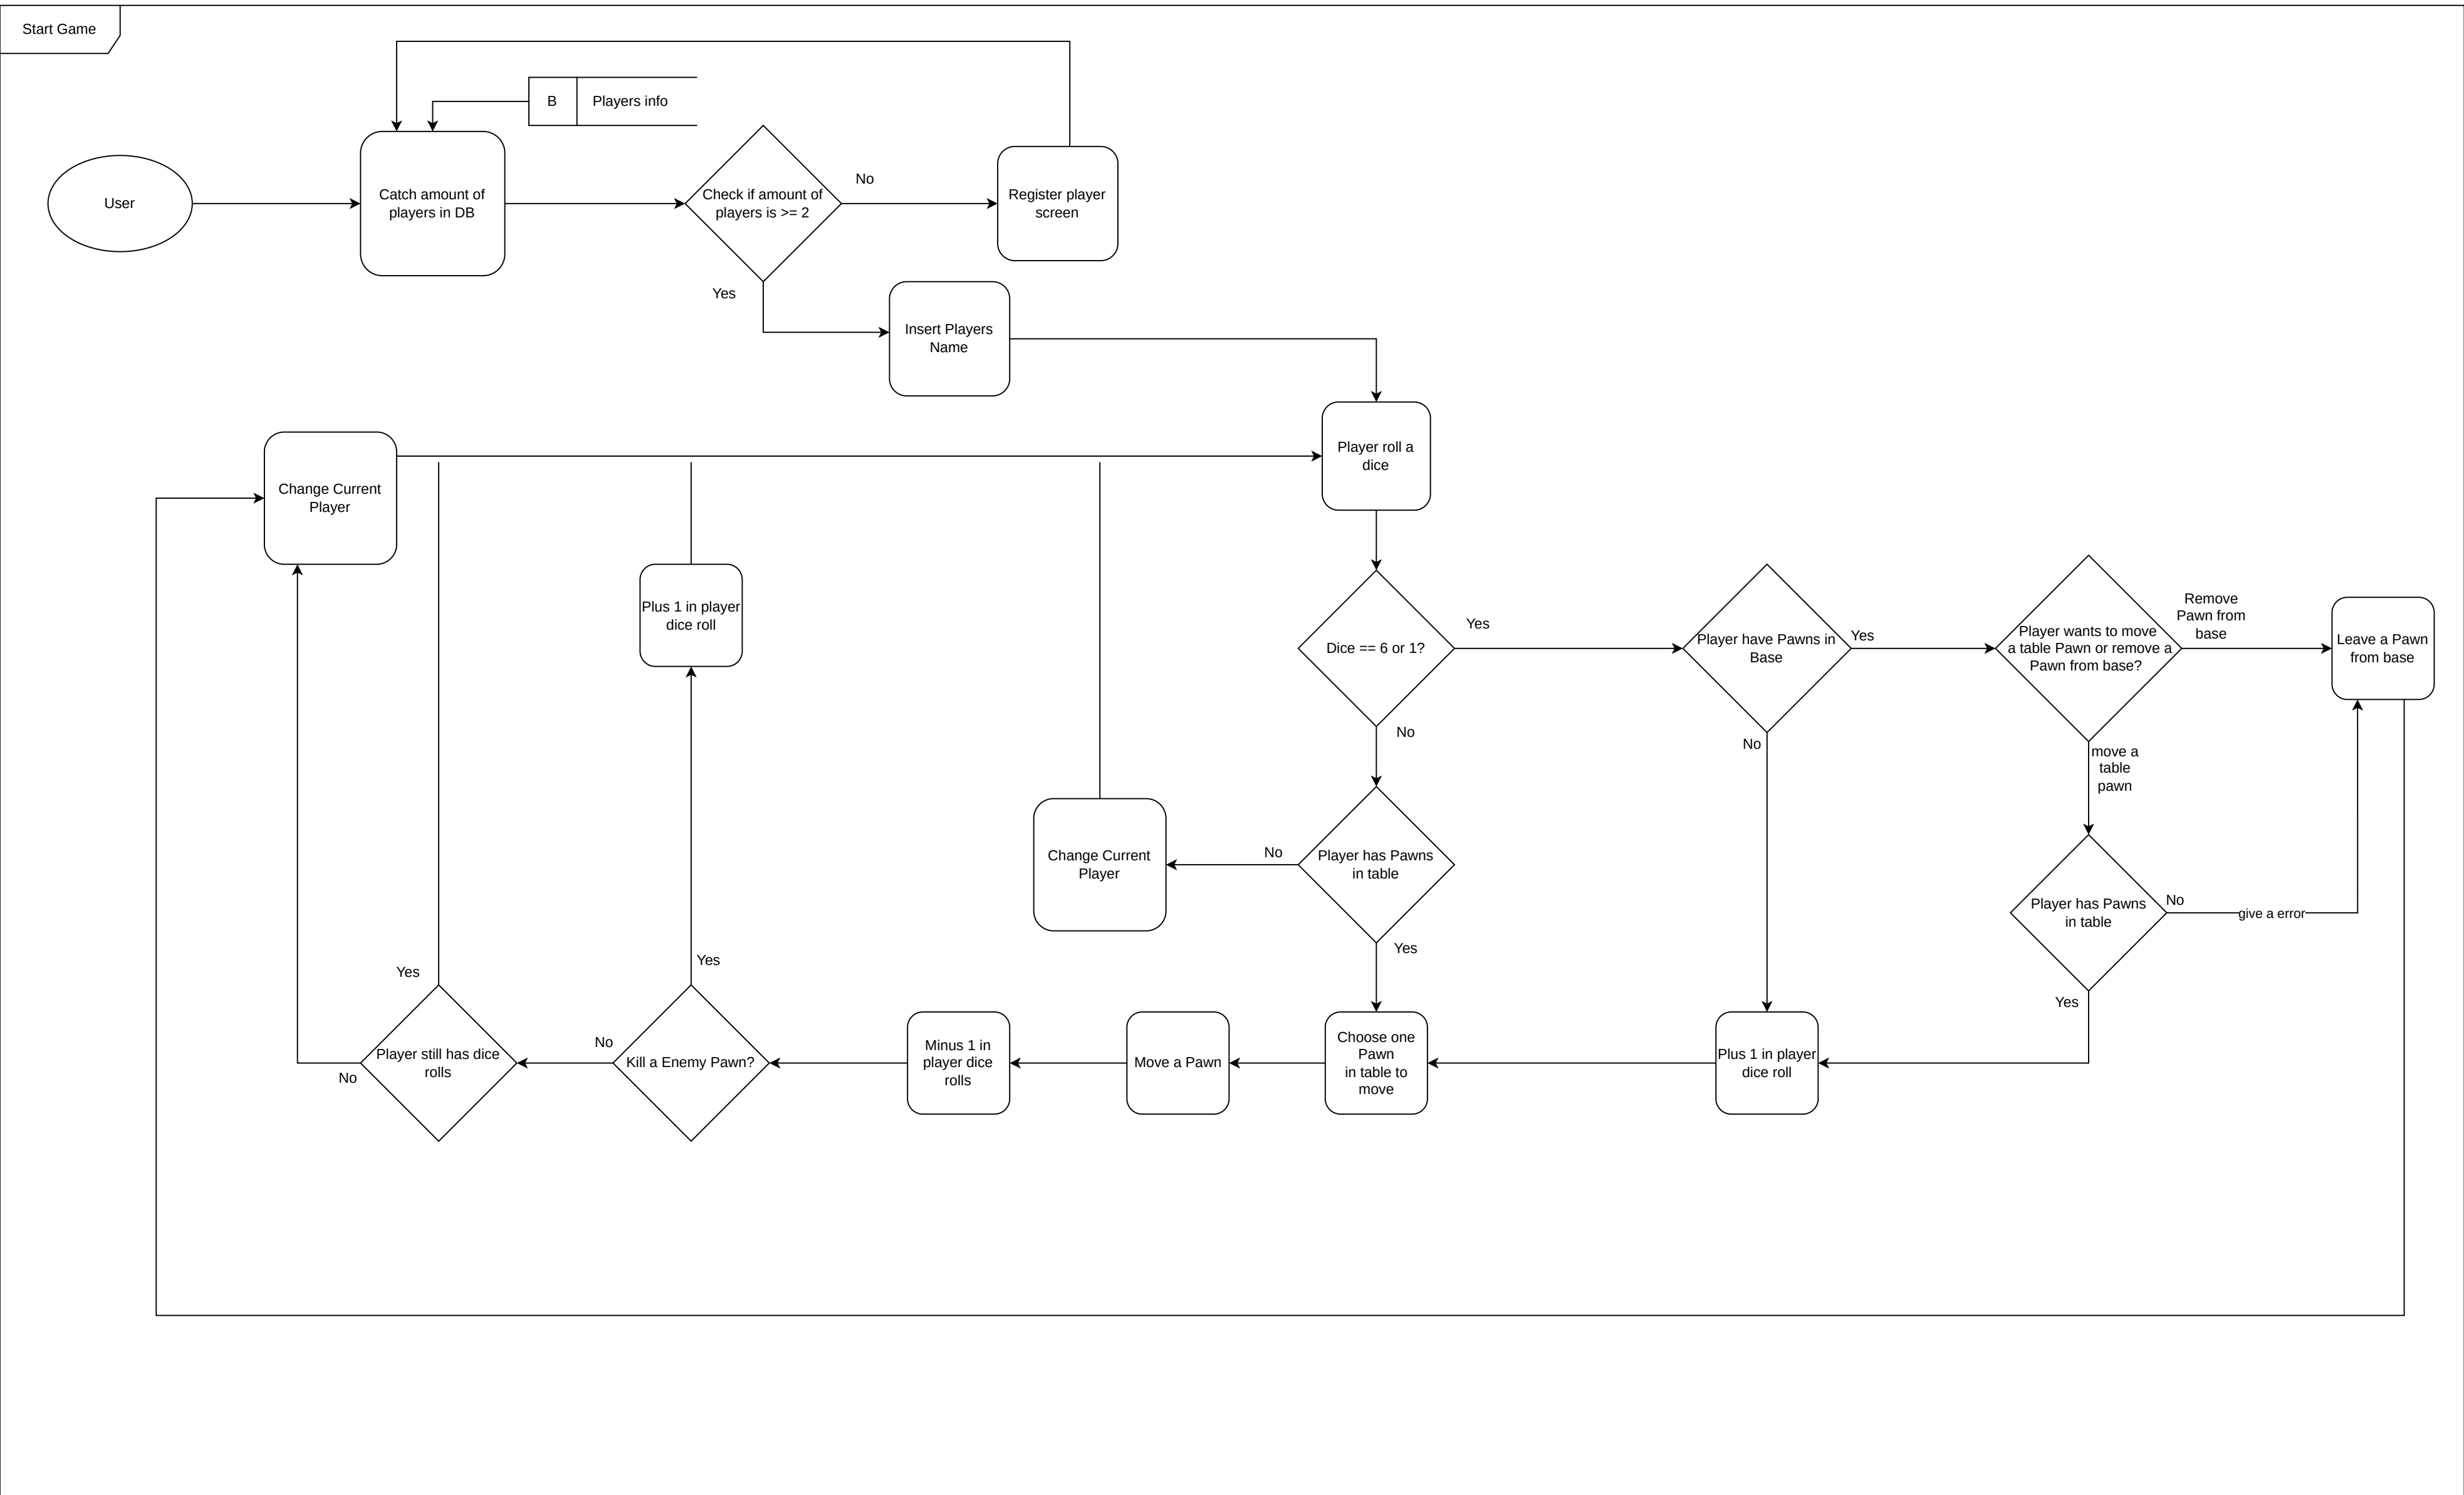 Start Game
B
Players info
User
Catch amount of
players in DB
Check if amount of
players is >= 2
No
Register player
screen
Yes
Insert Players
Name
Player roll a
dice
Change Current
Player
Plus 1 in player
dice roll
Dice == 6 or 1?
Yes
Player have Pawns in
Base
Yes
Player wants to move
a table Pawn or remove a
Pawn from base?
Remove
Pawn from
base
Leave a Pawn
from base
No
No
move a
table
pawn
Change Current
Player
No
Player has Pawns
in table
Player has Pawns
in table
No
give a error
Yes
Yes
Yes
Yes
Player still has dice
rolls
No
No
Kill a Enemy Pawn?
Minus 1 in
player dice
rolls
Move a Pawn
Choose one
Pawn
in table to
move
Plus 1 in player
dice roll